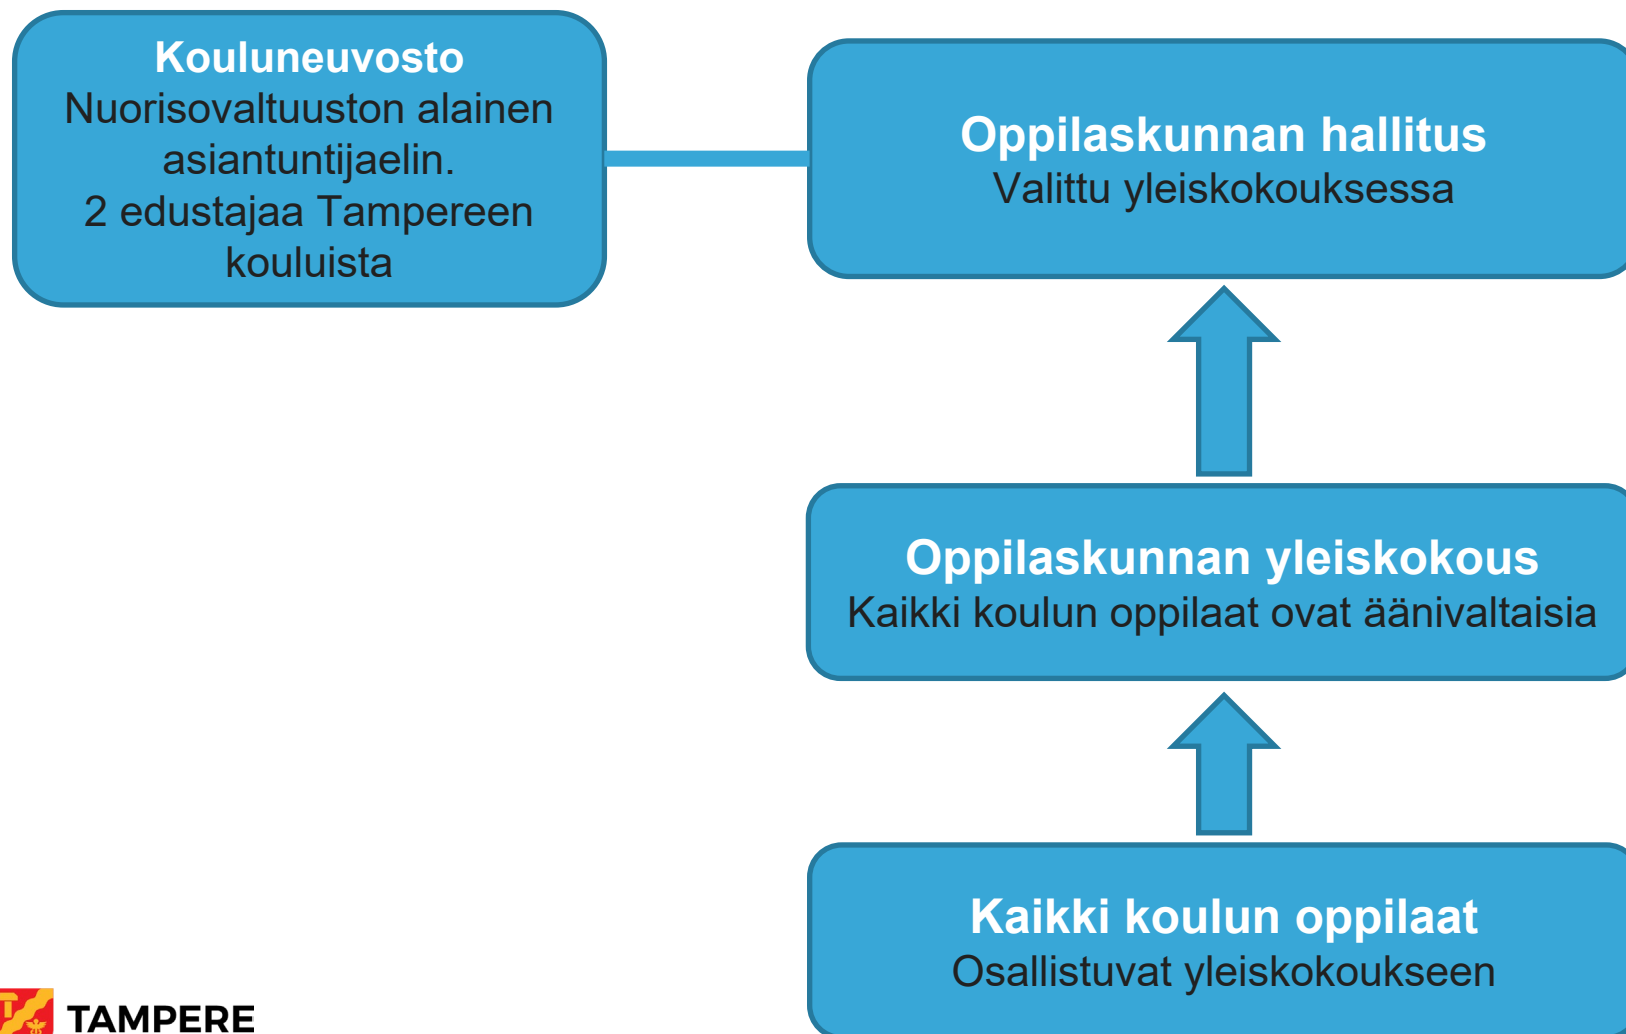 Kouluneuvosto
Nuorisovaltuuston alainen
asiantuntijaelin.
2 edustajaa Tampereen
kouluista
Oppilaskunnan hallitus
Valittu yleiskokouksessa
Oppilaskunnan yleiskokous
Kaikki koulun oppilaat ovat äänivaltaisia
Kaikki koulun oppilaat
Osallistuvat yleiskokoukseen
TAMPERE